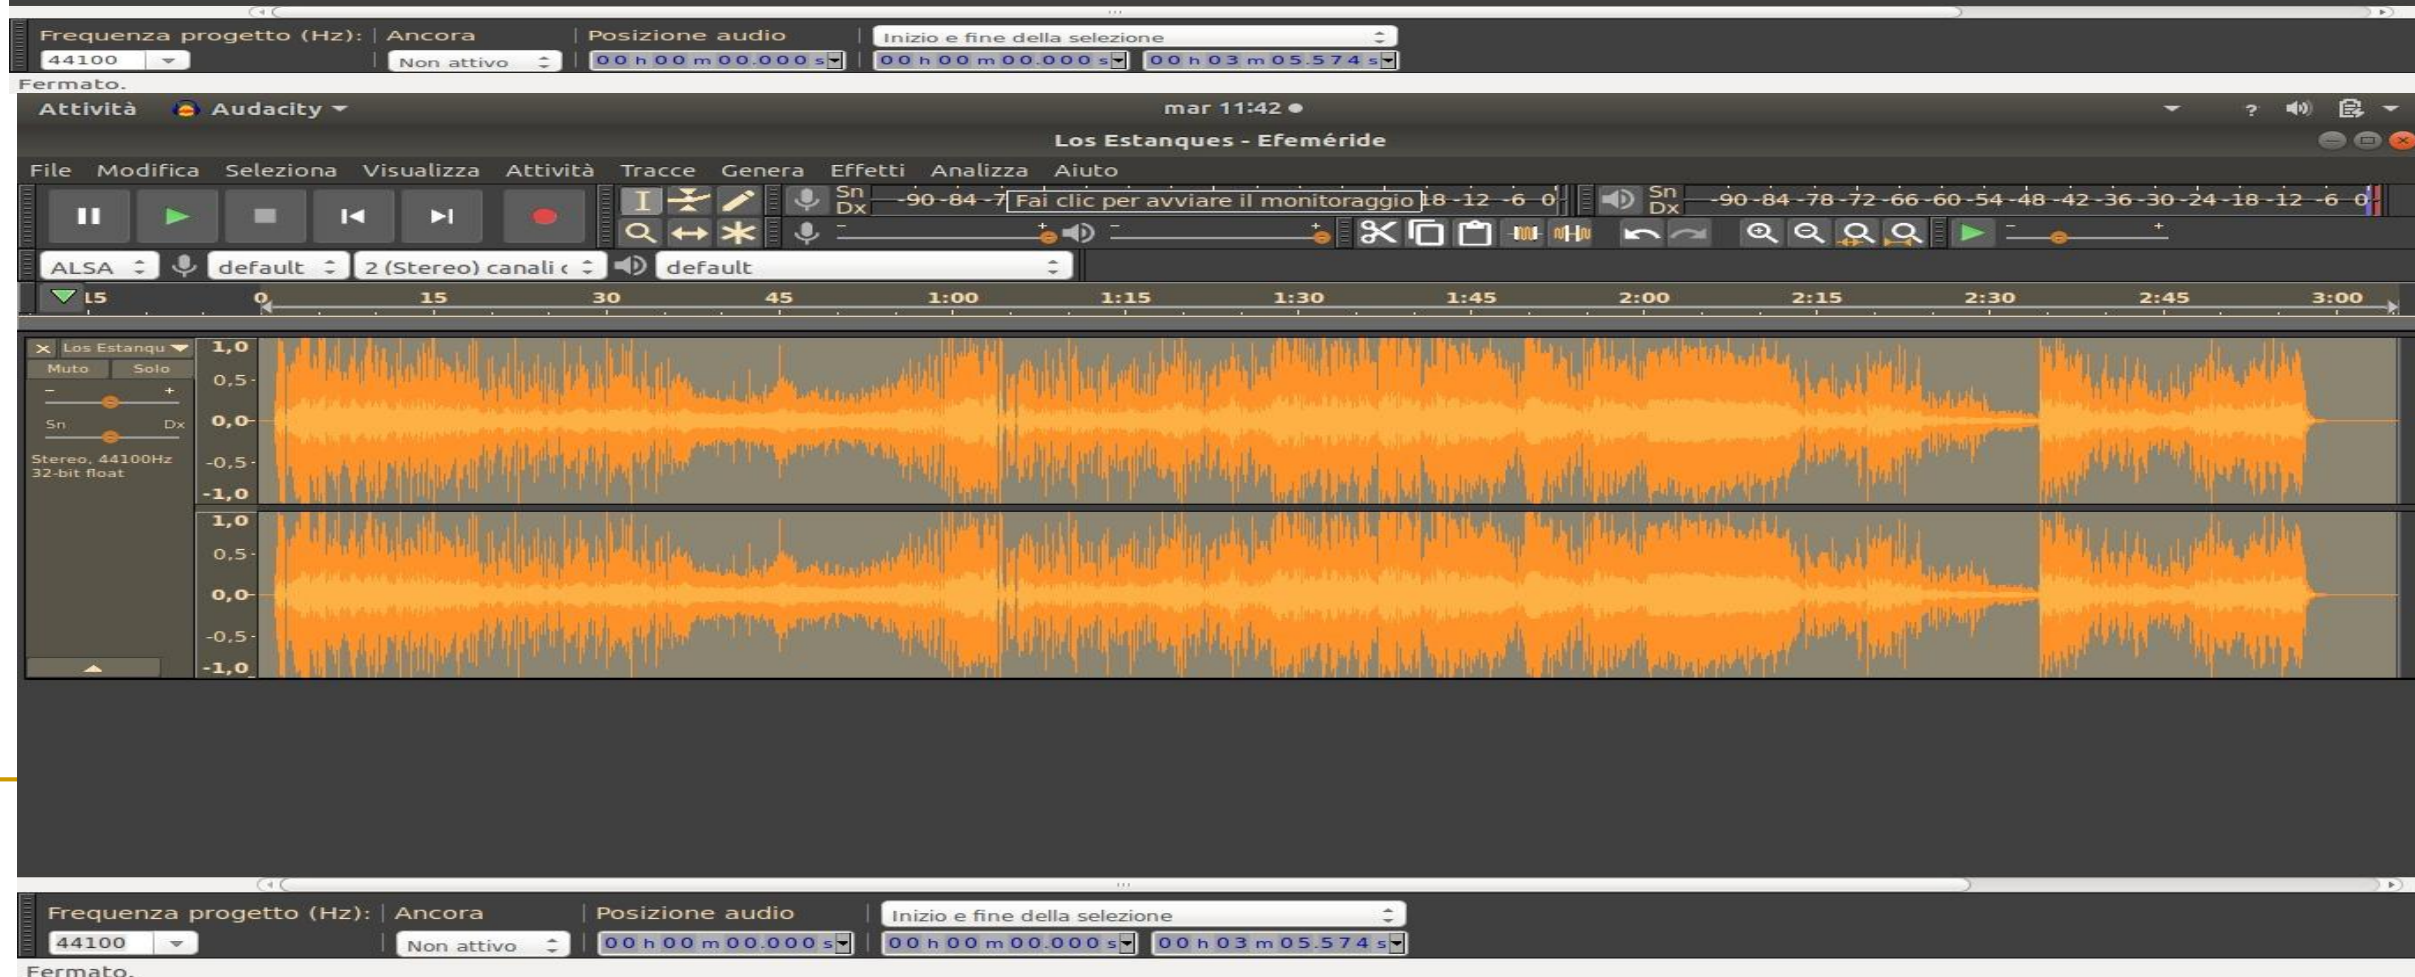 Frequenza progetto (Hz): Ancora Posizione audio Inizio e fine della selezione
44100 Non attivo 00 h 00 m 00.000 s 00 h 00 m 00.000 s 00 h 03 m 05.574 s
Fermato.
Attività Audacity mar 11:42
Los Estanques - Efeméride
File Modifica Seleziona Visualizza Attività Tracce Genera Effetti Analizza Aiuto
Sn Dx -90 -84 -7 Fai clic per avviare il monitoraggio 18 -12 -6 0 Sn Dx -90 -84 -78 -72 -66 -60 -54 -48 -42 -36 -30 -24 -18 -12 -6 0
ALSA default 2 (Stereo) canali default
15 0 15 30 45 1:00 1:15 1:30 1:45 2:00 2:15 2:30 2:45 3:00
Los Estanqu 1,0
Muto Solo
- + 0,5
Sn Dx 0,0
Stereo, 44100Hz -0,5
32-bit float
-1,0
1,0
0,5
0,0
-0,5
-1,0
Frequenza progetto (Hz): Ancora Posizione audio Inizio e fine della selezione
44100 Non attivo 00 h 00 m 00.000 s 00 h 00 m 00.000 s 00 h 03 m 05.574 s
Fermato.